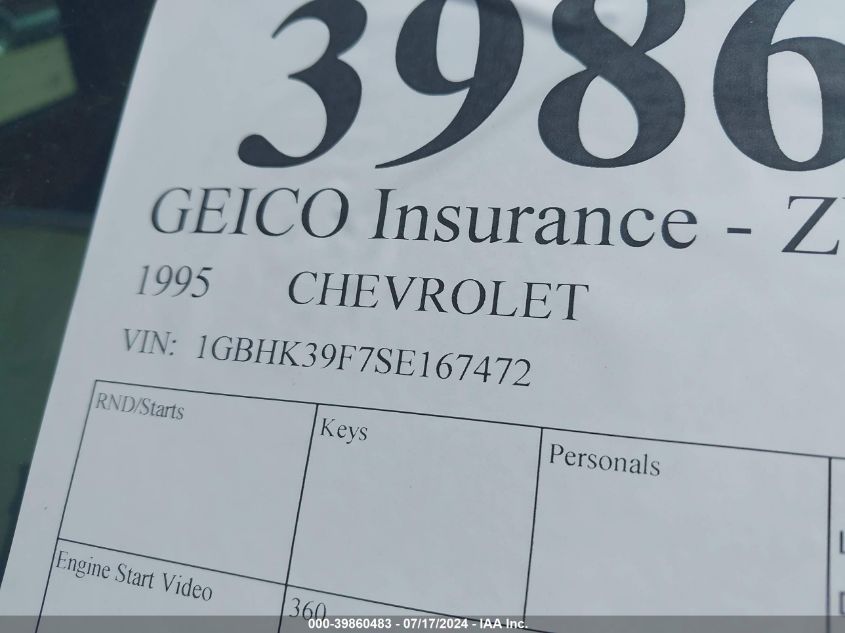 3986
GEICO Insurance - Z
1995 CHEVROLET
VIN: 1GBHK39F7SE167472
RND/Starts Keys Personals
Engine Start Video 360
000-39860483 - 07/17/2024 - IAA Inc.